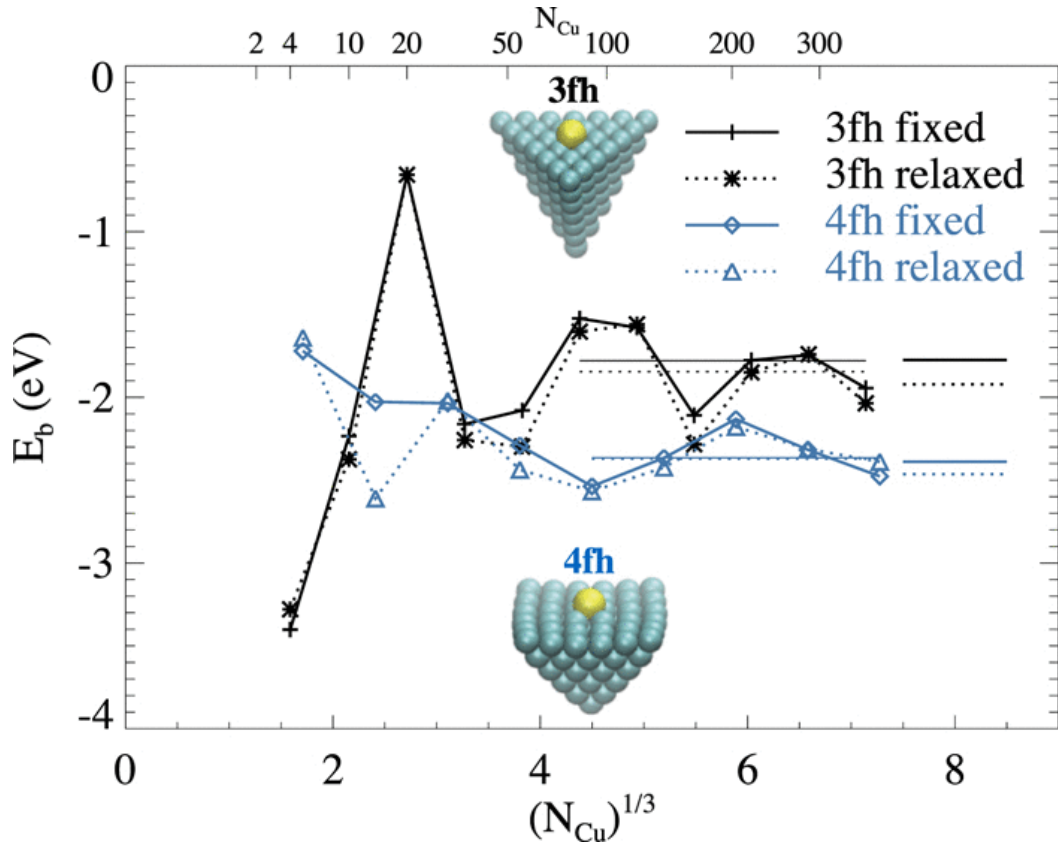 N_Cu
2 4 10 20 50 100 200 300
0
-1
-2
-3
-4
E_b (eV)
3fh
3fh fixed
3fh relaxed
4fh fixed
4fh relaxed
4fh
0 2 4 6 8
(N_Cu)^1/3